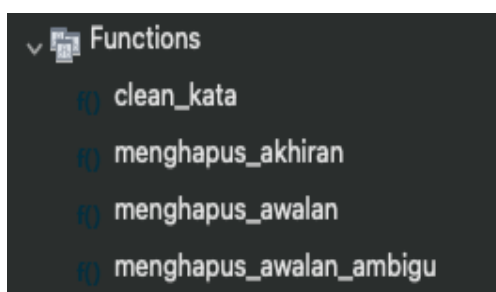 Functions
f() clean_kata
f() menghapus_akhiran
f() menghapus_awalan
f() menghapus_awalan_ambigu